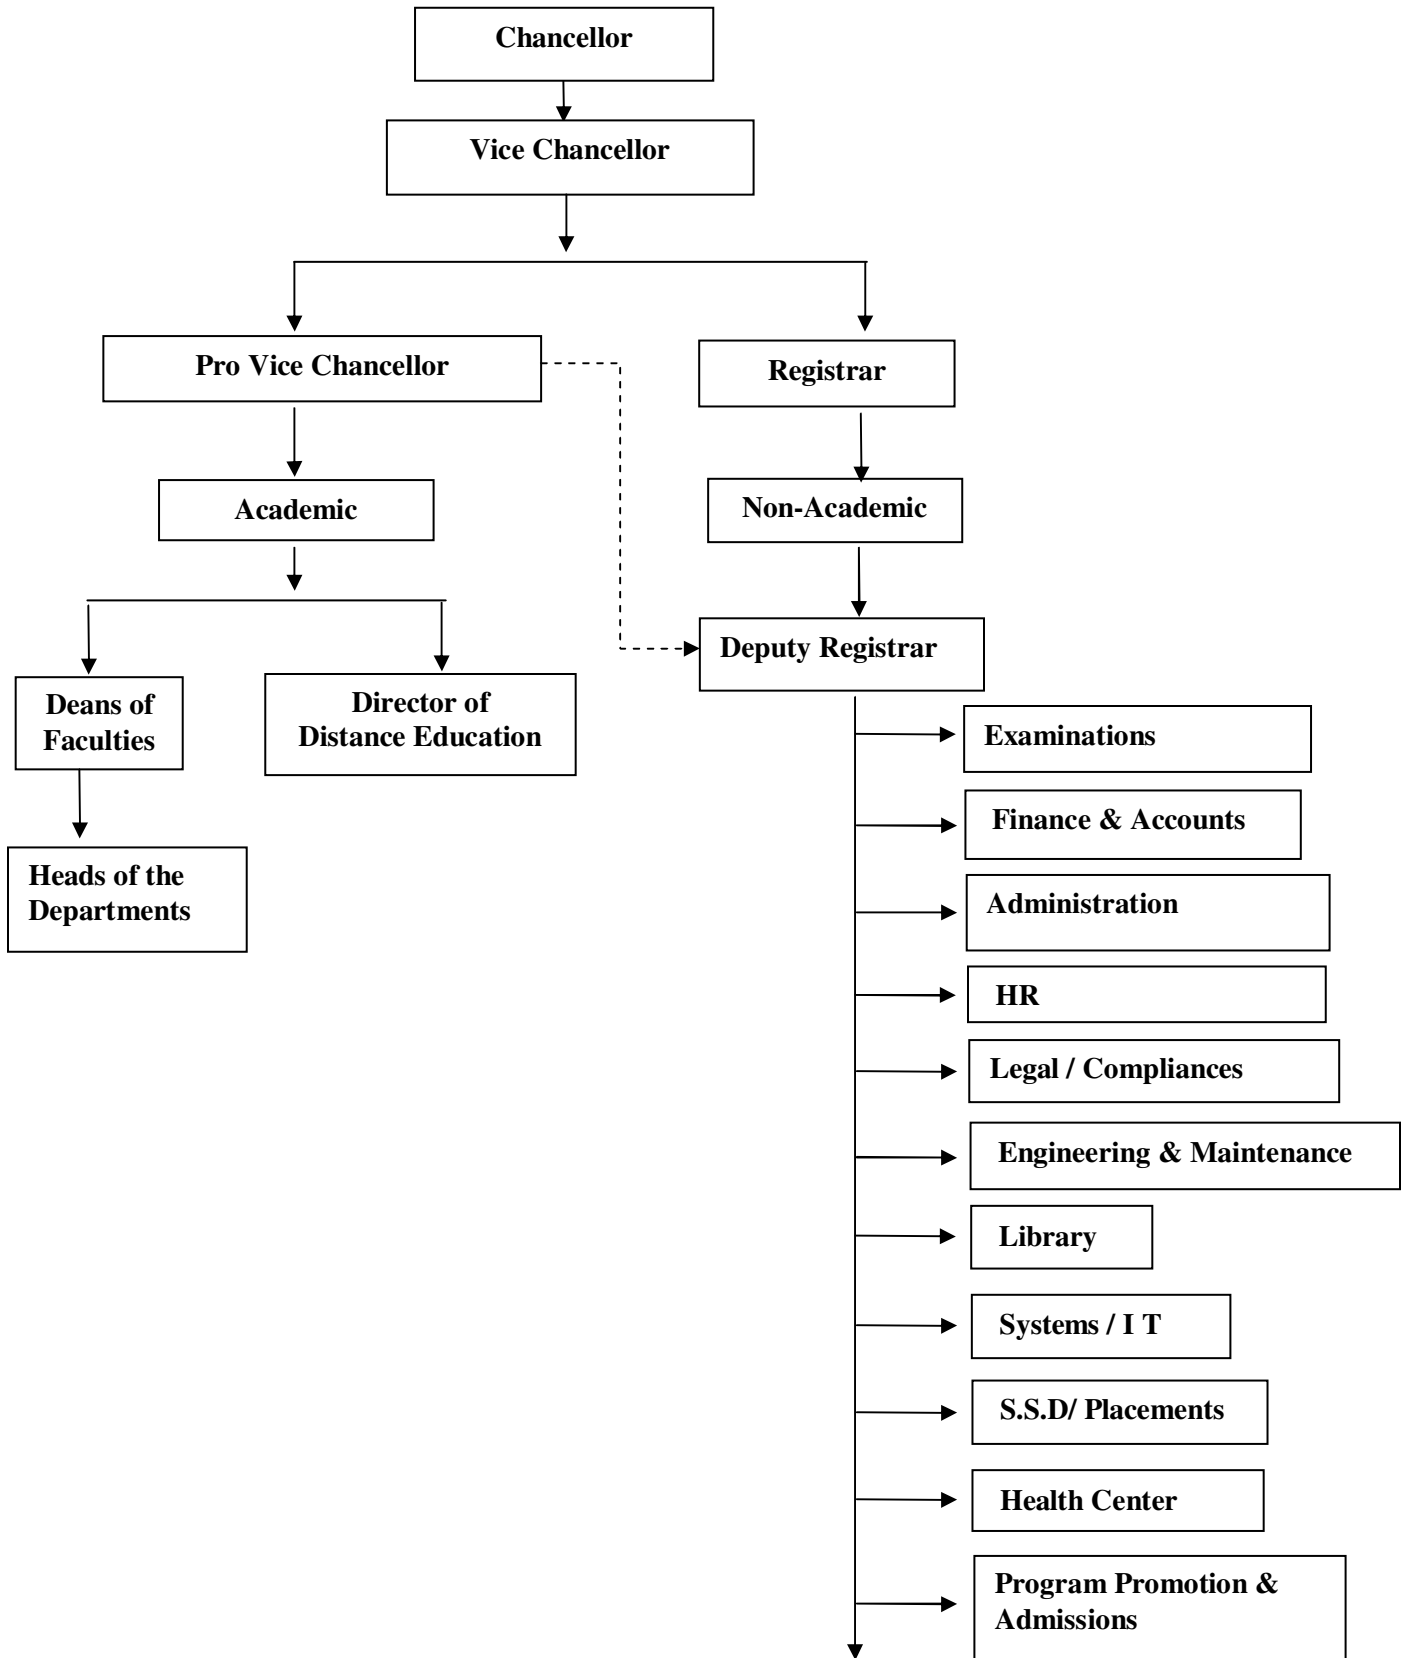 Chancellor
Vice Chancellor
Pro Vice Chancellor
Registrar
Academic
Non-Academic
Deputy Registrar
Deans of
Faculties
Director of
Distance Education
Heads of the
Departments
Examinations
Finance & Accounts
Administration
HR
Legal / Compliances
Engineering & Maintenance
Library
Systems / I T
S.S.D/ Placements
Health Center
Program Promotion &
Admissions